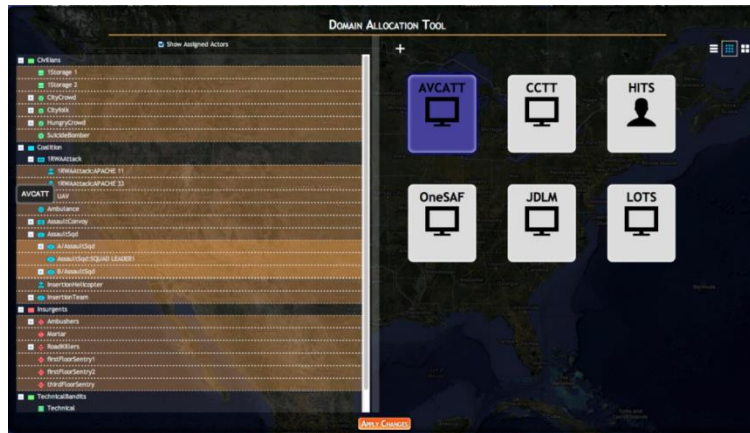 Domain Allocation Tool
Show Assigned Actors
Civilians
1Storage 1
1Storage 2
CityCrowd
Cityfolk
HungryCrowd
SuicideBomber
Coalition
1RWAAttack
1RWAAttack:APACHE 11
1RWAAttack:APACHE 33
AVCATT
UAV
Ambulance
AssaultConvoy
AssaultSqd
A/AssaultSqd
AssaultSqd:SQUAD LEADER1
B/AssaultSqd
InsertionHelicopter
InsertionTeam
Insurgents
Ambushers
Mortar
RoadKillers
firstFloorSentry1
firstFloorSentry2
thirdFloorSentry
TechnicalBandits
Technical
AVCATT
CCTT
HITS
OneSAF
JDLM
LOTS
Bermuda
Apply Changes